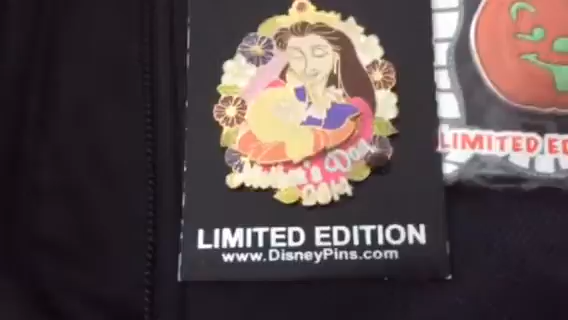 Mother's Day
2014
LIMITED EDITION
www.DisneyPins.com
LIMITED ED